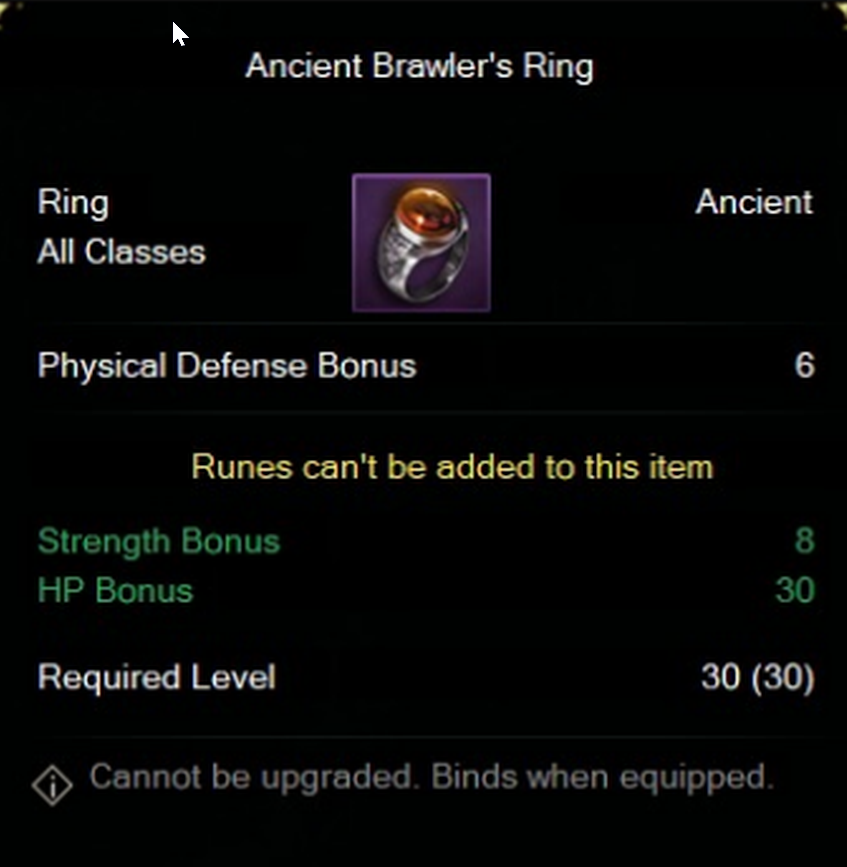 Ancient Brawler's Ring
Ring
Ancient
All Classes
Physical Defense Bonus 6
Runes can't be added to this item
Strength Bonus 8
HP Bonus 30
Required Level 30 (30)
Cannot be upgraded. Binds when equipped.